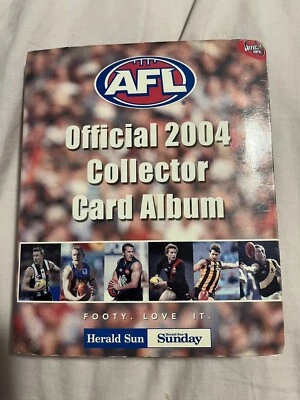 AFL
Official 2004
Collector
Card Album
FOOTY. LOVE IT.
Herald Sun
Sunday